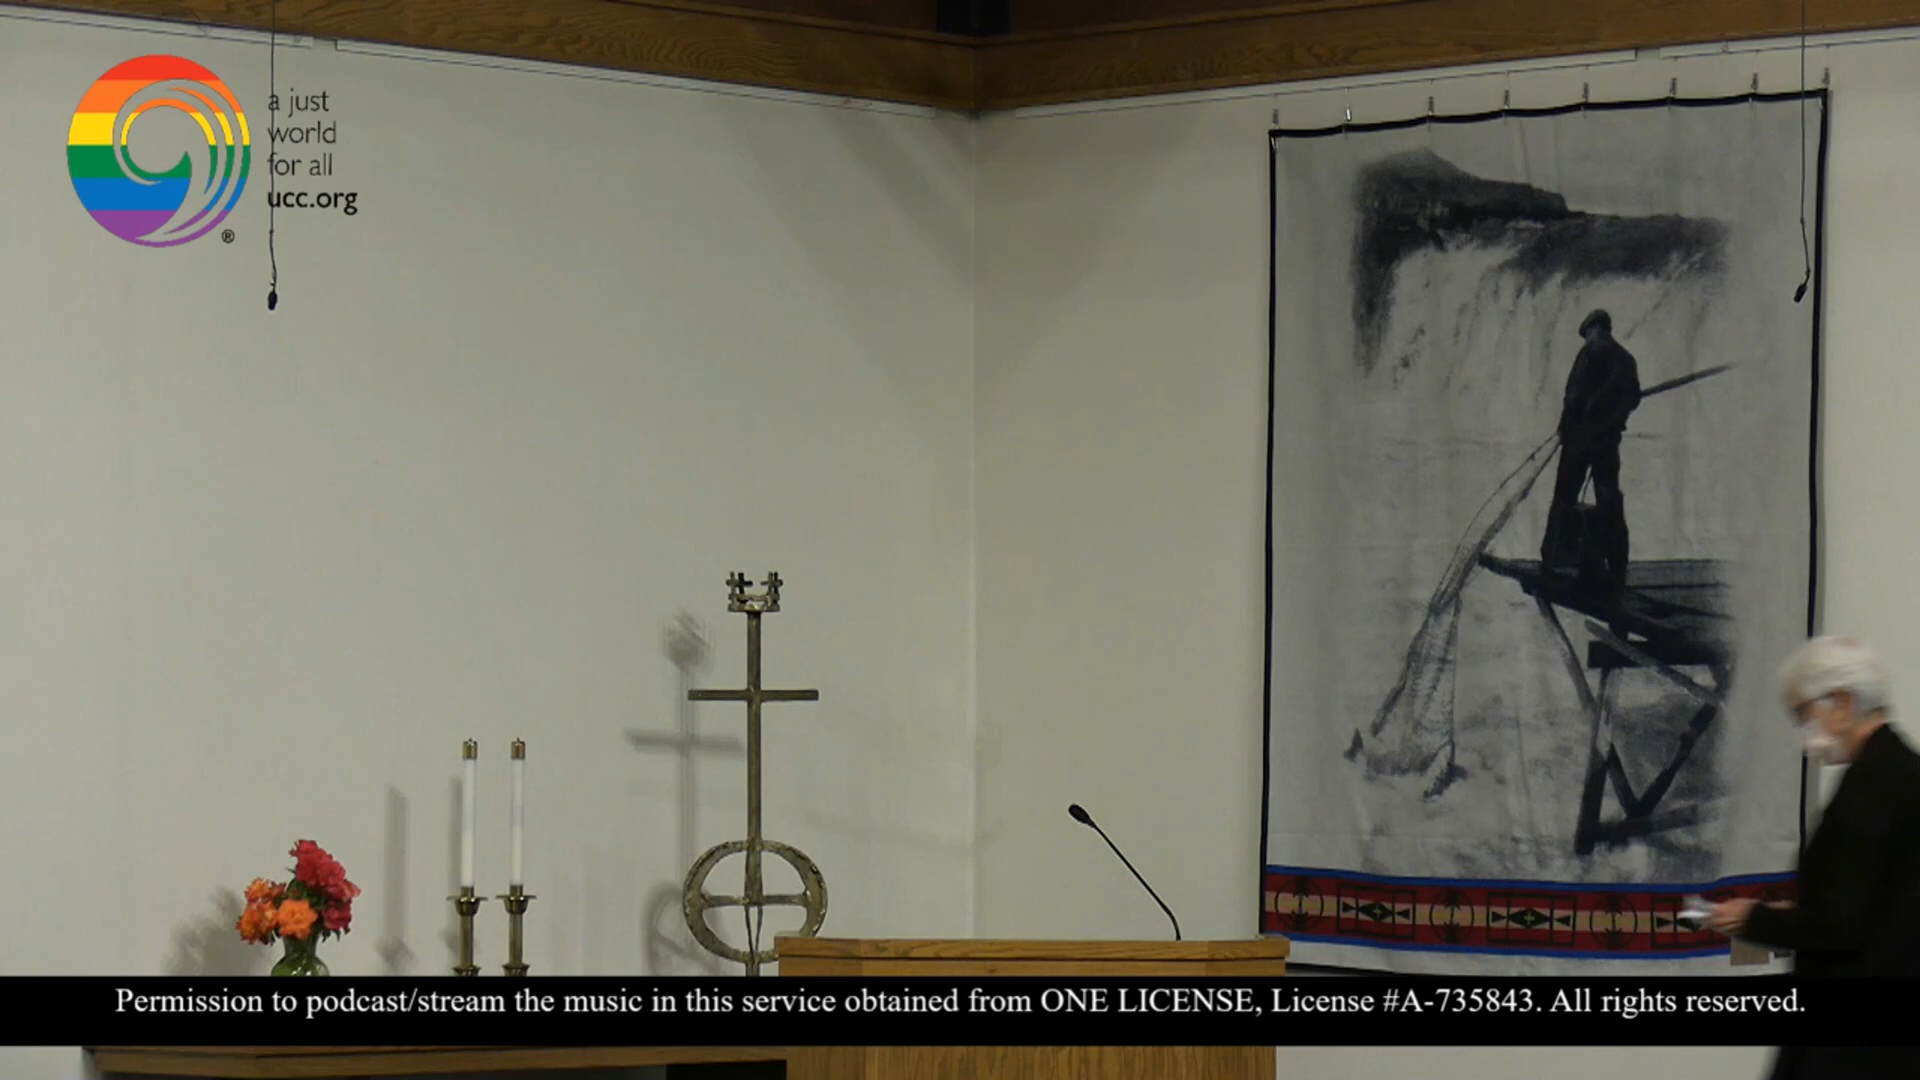 a just
world
for all
ucc.org
®
Permission to podcast/stream the music in this service obtained from ONE LICENSE, License #A-735843. All rights reserved.